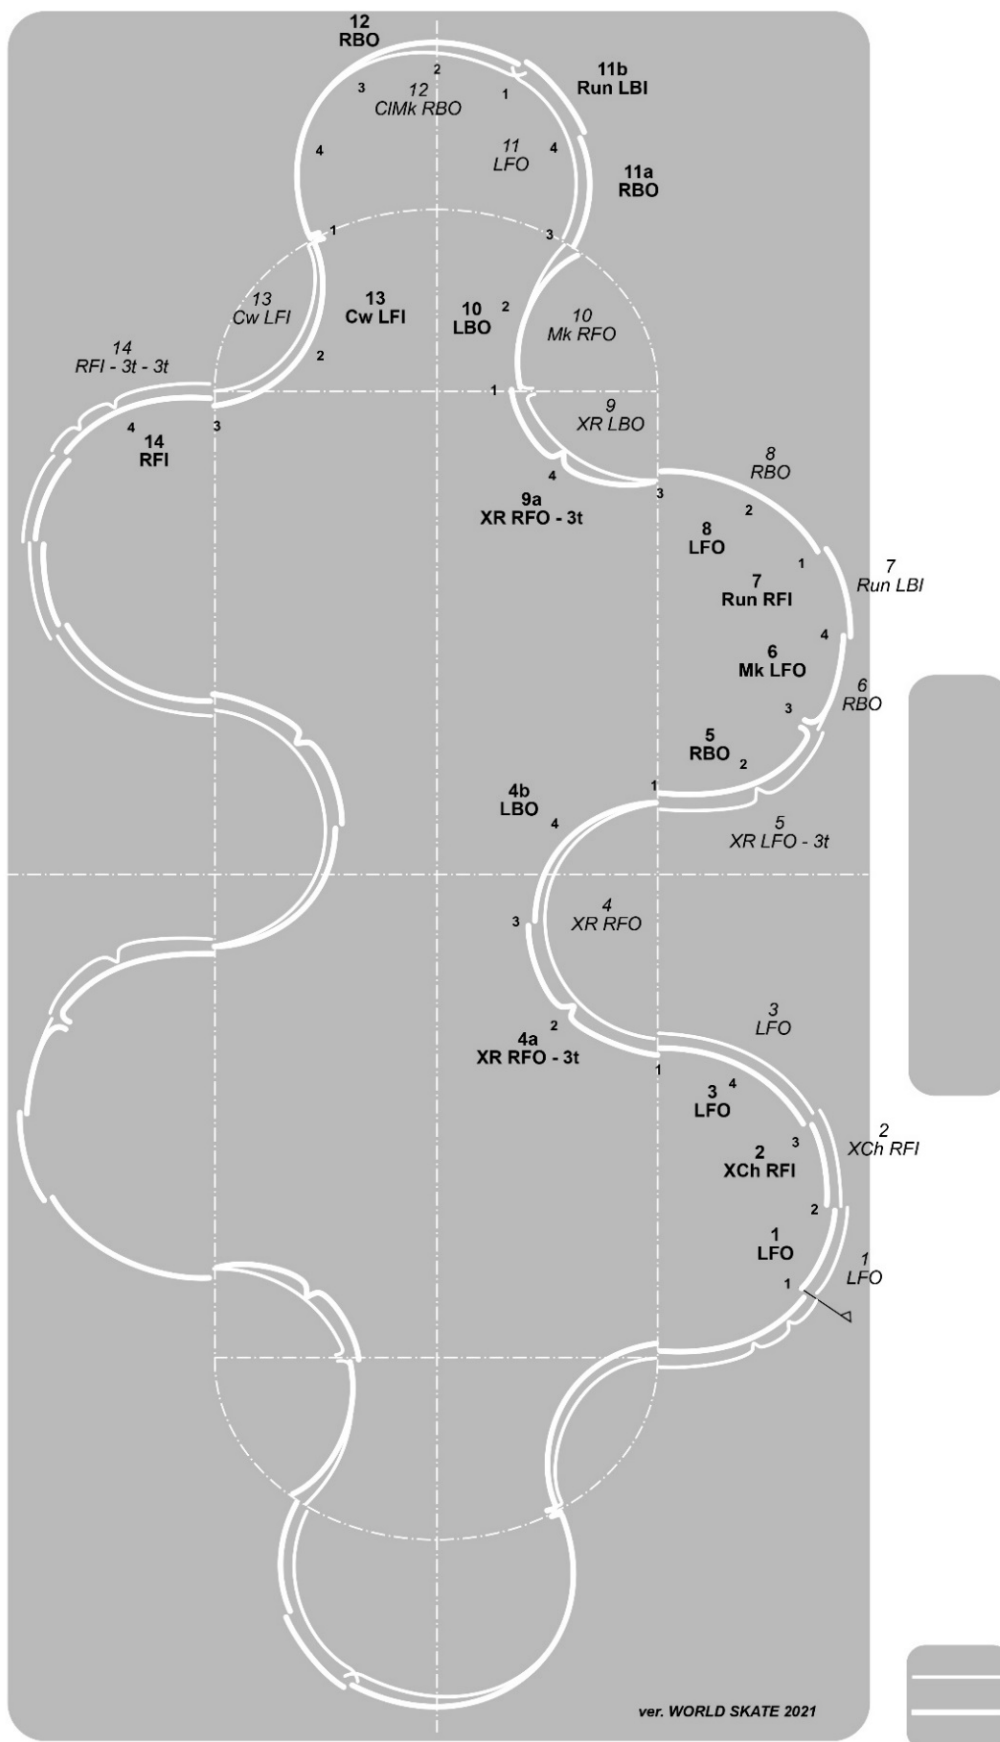 12
RBO
2
12
ClMk RBO
3
1
11b
Run LBI
4
11
LFO
4
11a
RBO
1
3
13
Cw LFI
13
Cw LFI
10
LBO
2
10
Mk RFO
2
14
RFI - 3t - 3t
1
9
XR LBO
4
14
RFI
3
4
9a
XR RFO - 3t
3
8
RBO
2
8
LFO
1
7
Run LBI
7
Run RFI
4
6
Mk LFO
6
RBO
3
5
RBO
2
1
4b
LBO
4
5
XR LFO - 3t
3
4
XR RFO
2
4a
XR RFO - 3t
1
3
LFO
4
3
LFO
3
2
XCh RFI
2
XCh RFI
2
1
LFO
1
1
LFO
ver. WORLD SKATE 2021